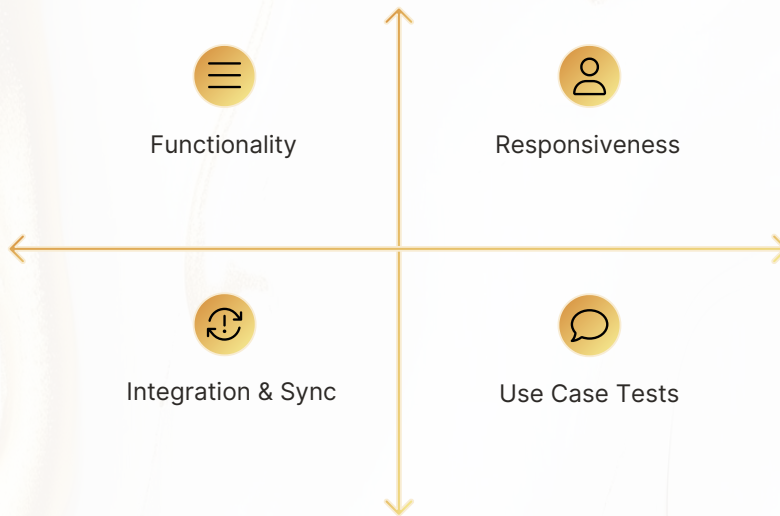 Functionality
Responsiveness
Integration & Sync
Use Case Tests